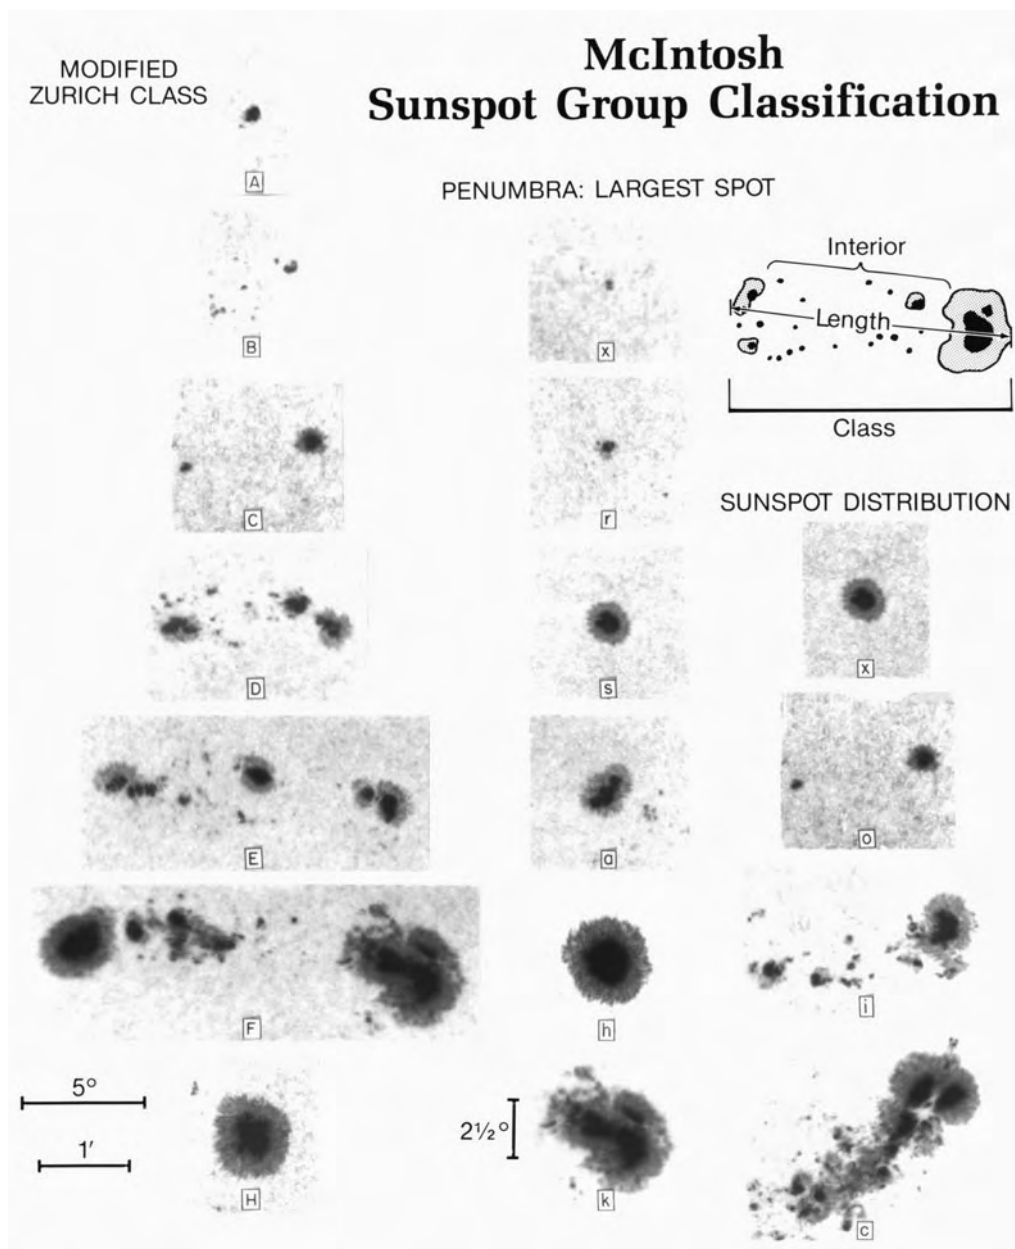 McIntosh
Sunspot Group Classification
MODIFIED
ZURICH CLASS
A
B
C
D
E
F
5°
1′
H
PENUMBRA: LARGEST SPOT
x
r
s
a
h
2½°
k
Interior
Length
Class
SUNSPOT DISTRIBUTION
x
o
i
c